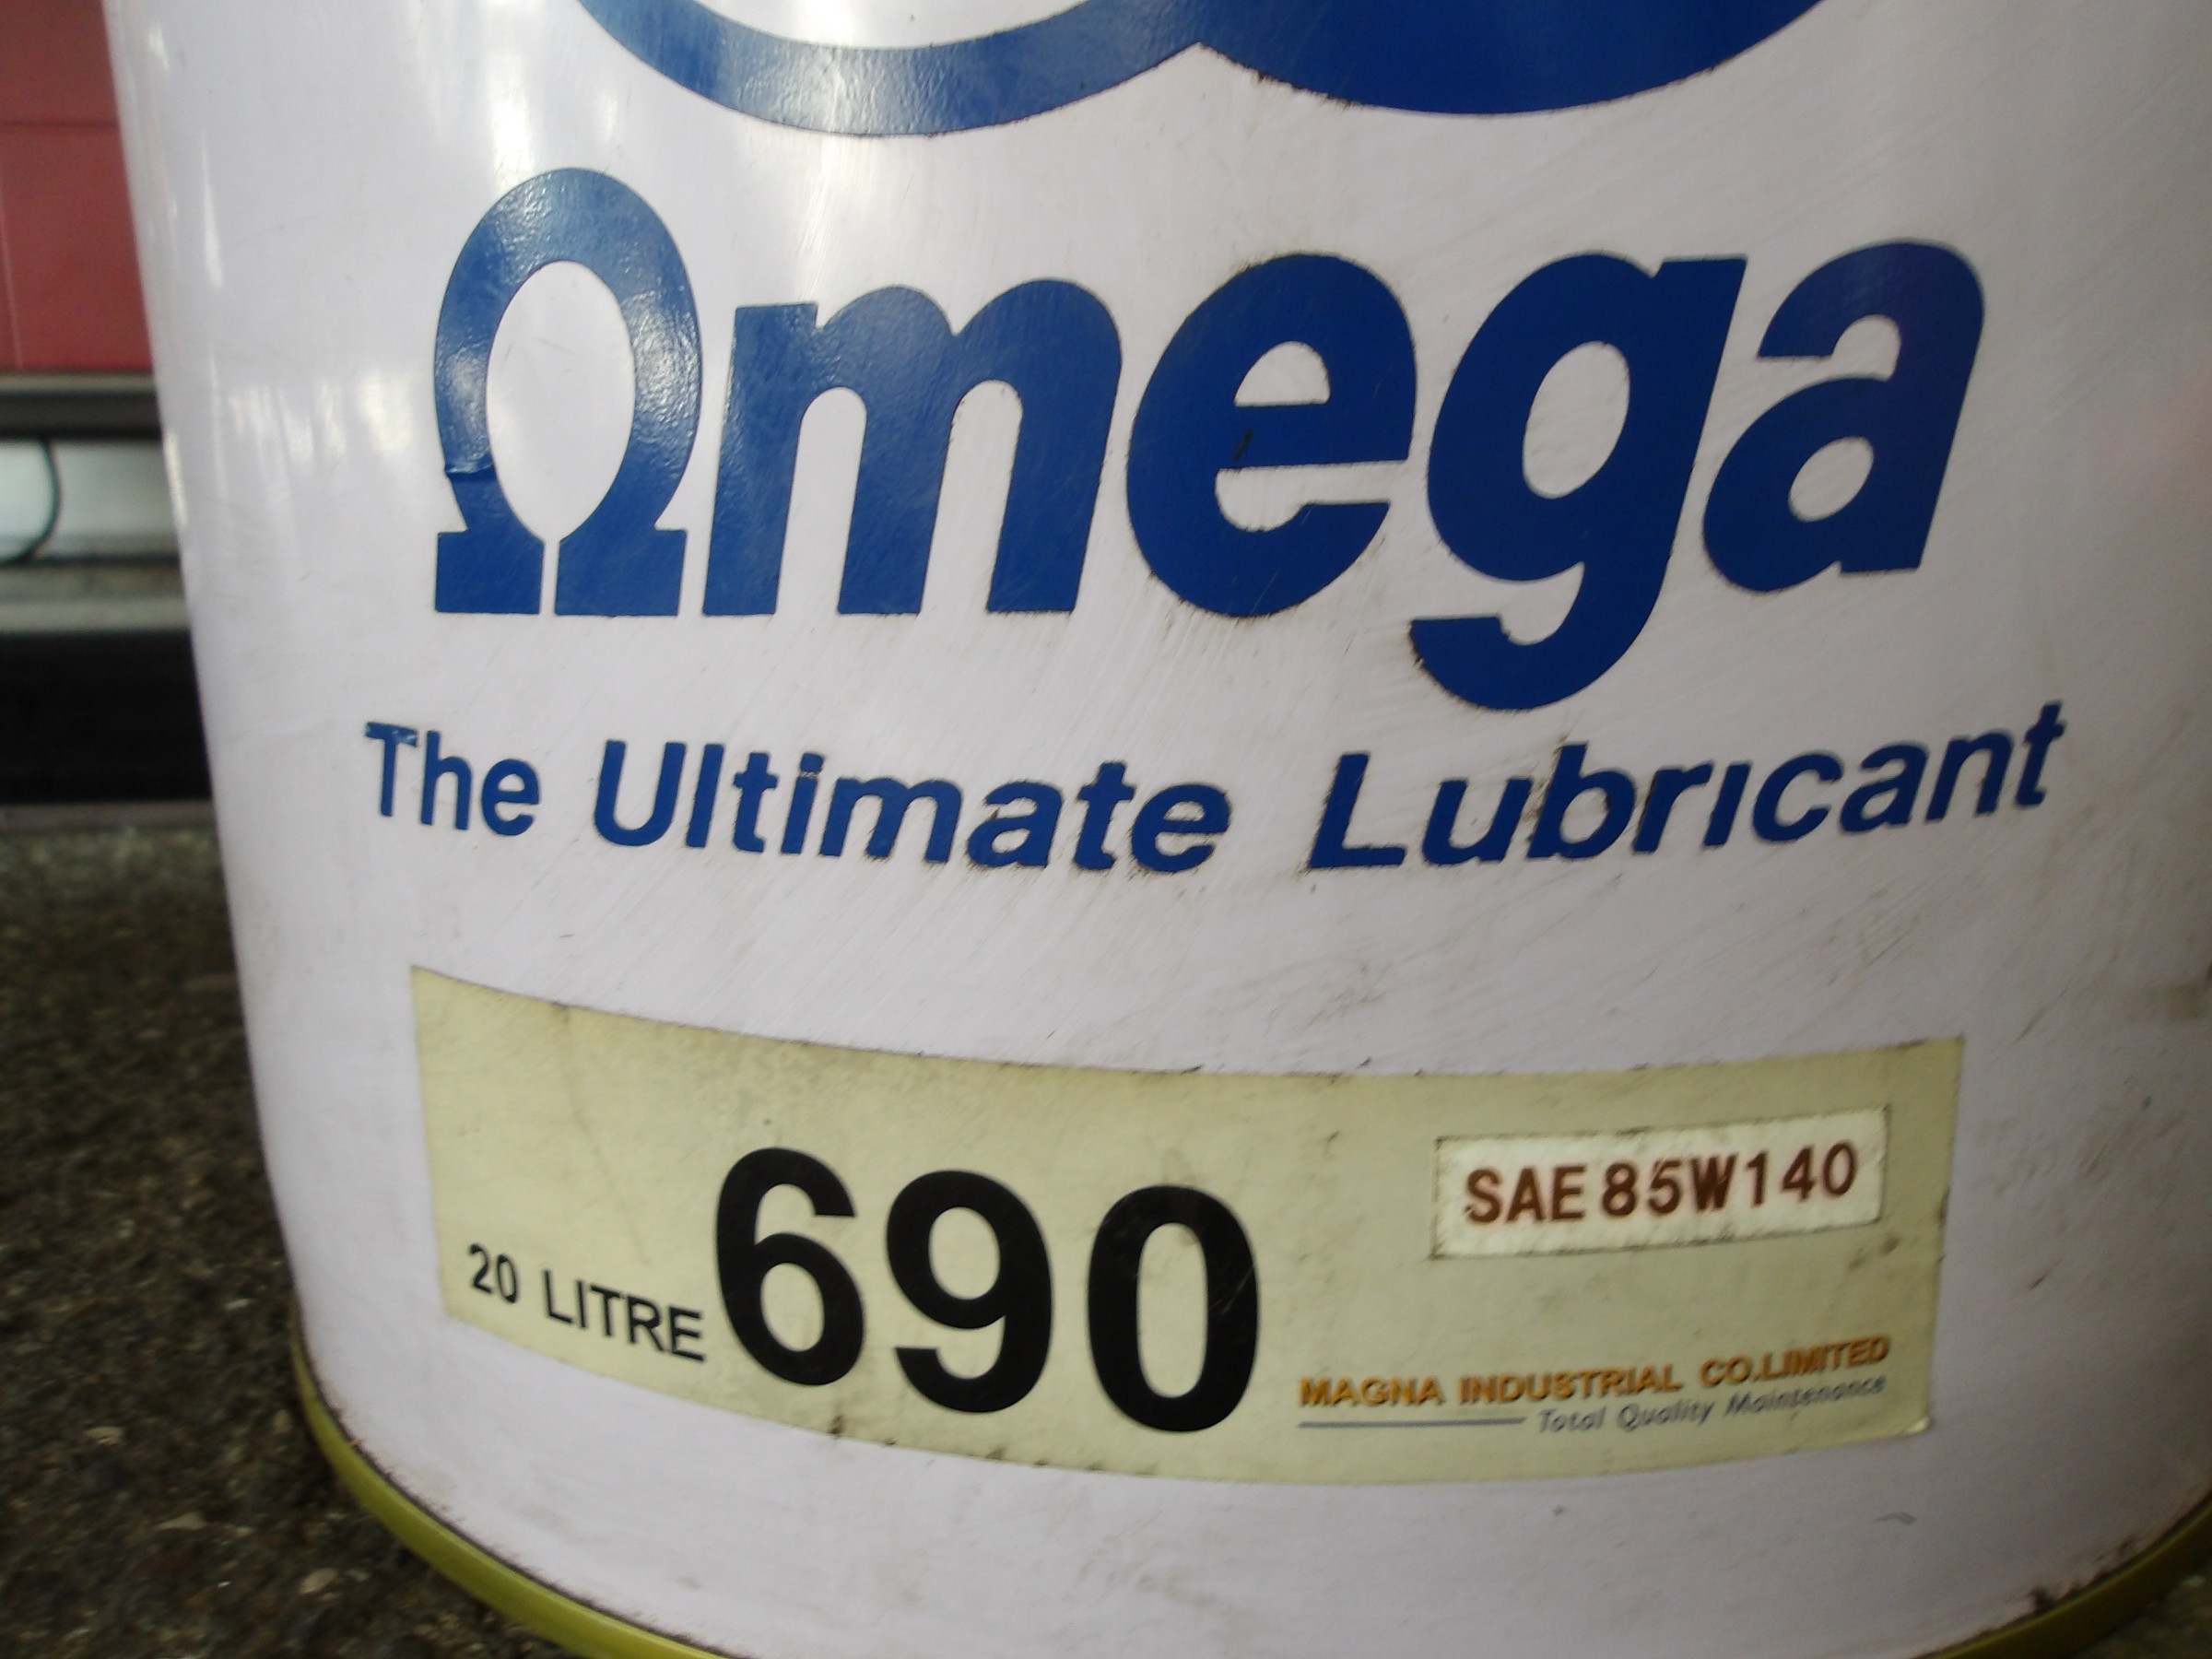 Ωmega
The Ultimate Lubricant
SAE 85W140
20 LITRE 690
MAGNA INDUSTRIAL CO.LIMITED
Total Quality Maintenance